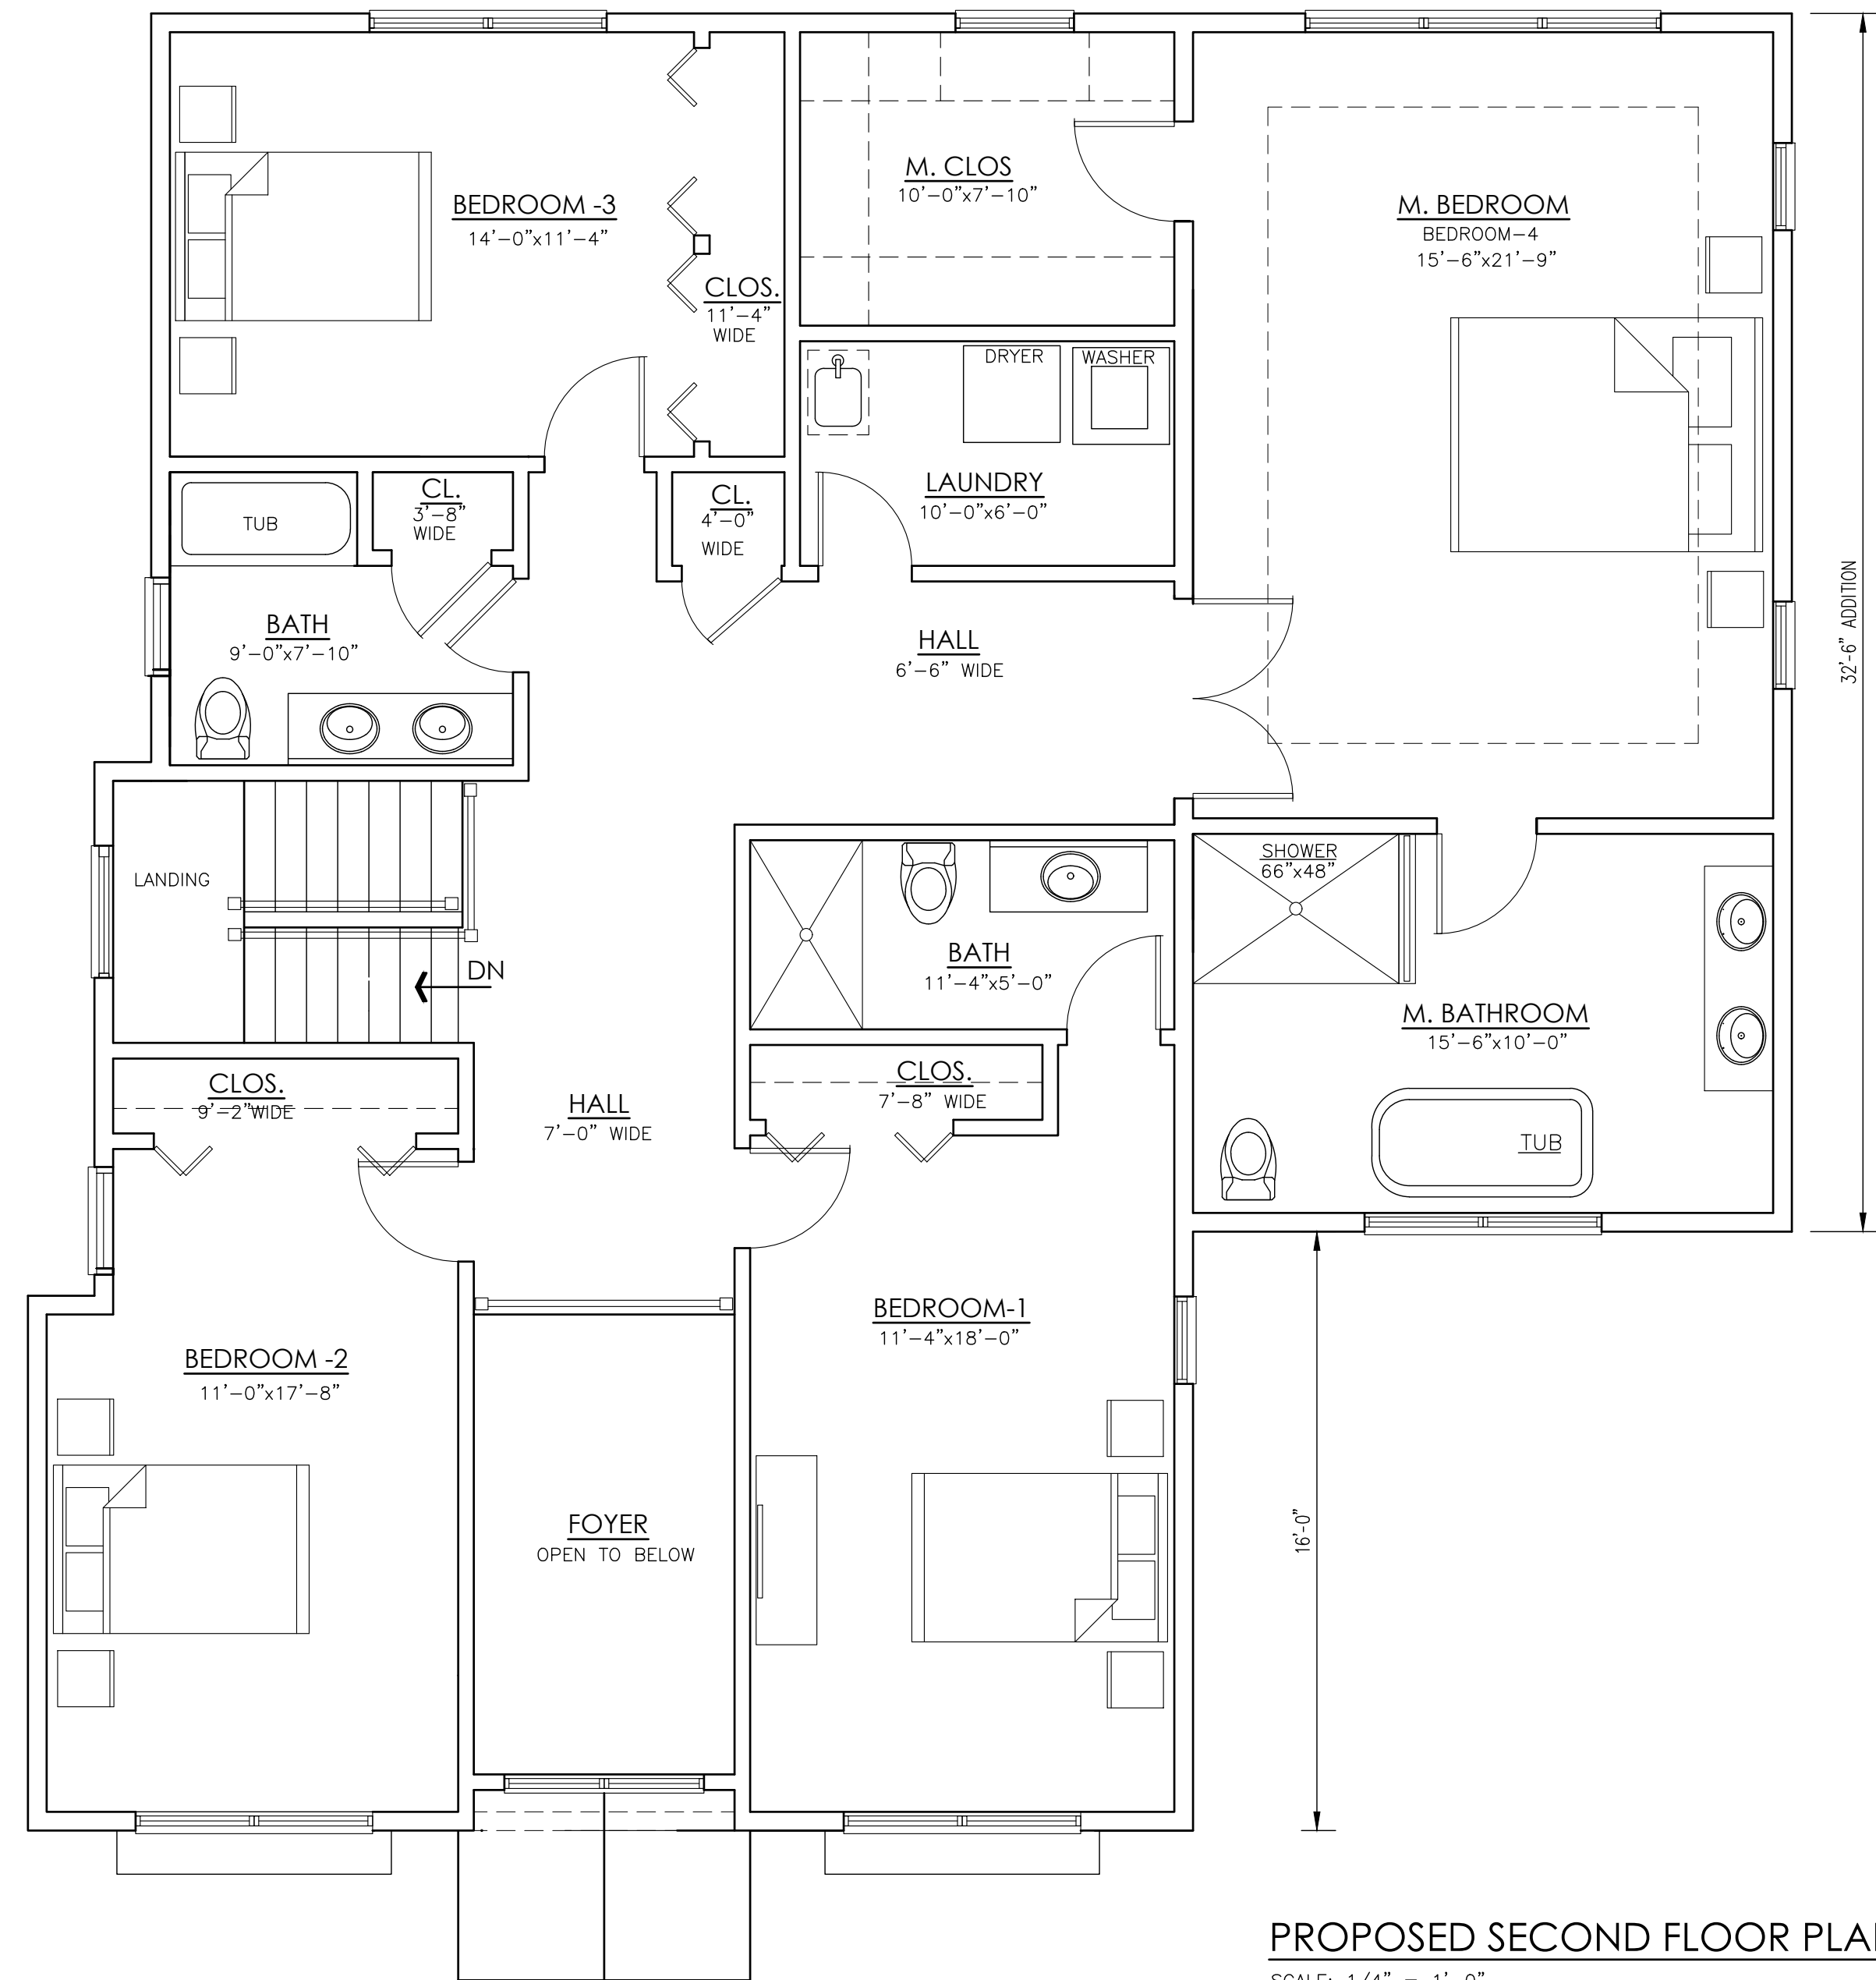 M. CLOS
10'-0"x7'-10"
BEDROOM -3
14'-0"x11'-4"
M. BEDROOM
BEDROOM-4
15'-6"x21'-9"
CLOS.
11'-4"
WIDE
DRYER
WASHER
CL.
3'-8"
WIDE
CL.
4'-0"
WIDE
LAUNDRY
10'-0"x6'-0"
TUB
BATH
9'-0"x7'-10"
HALL
6'-6" WIDE
32'-6" ADDITION
LANDING
DN
SHOWER
66"x48"
BATH
11'-4"x5'-0"
M. BATHROOM
15'-6"x10'-0"
CLOS.
9'-2"WIDE
CLOS.
7'-8" WIDE
HALL
7'-0" WIDE
TUB
BEDROOM-1
11'-4"x18'-0"
BEDROOM -2
11'-0"x17'-8"
FOYER
OPEN TO BELOW
16'-0"
PROPOSED SECOND FLOOR
SCALE: 1/4" = 1'-0"